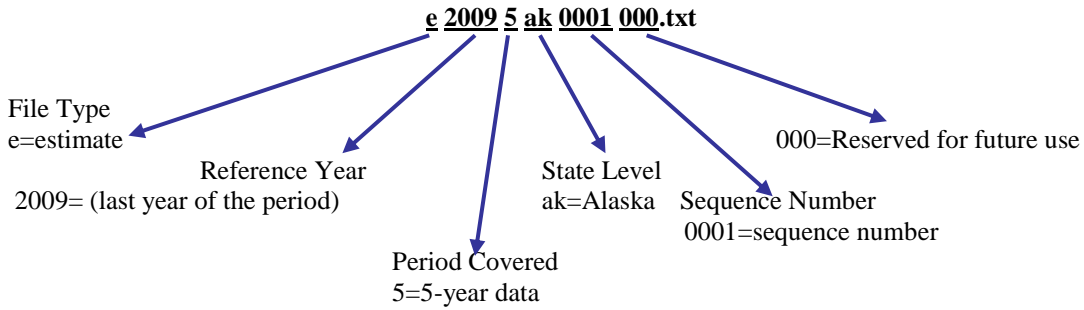 e 2009 5 ak 0001 000.txt
File Type
e=estimate
000=Reserved for future use
Reference Year
2009= (last year of the period)
State Level
ak=Alaska
Sequence Number
0001=sequence number
Period Covered
5=5-year data